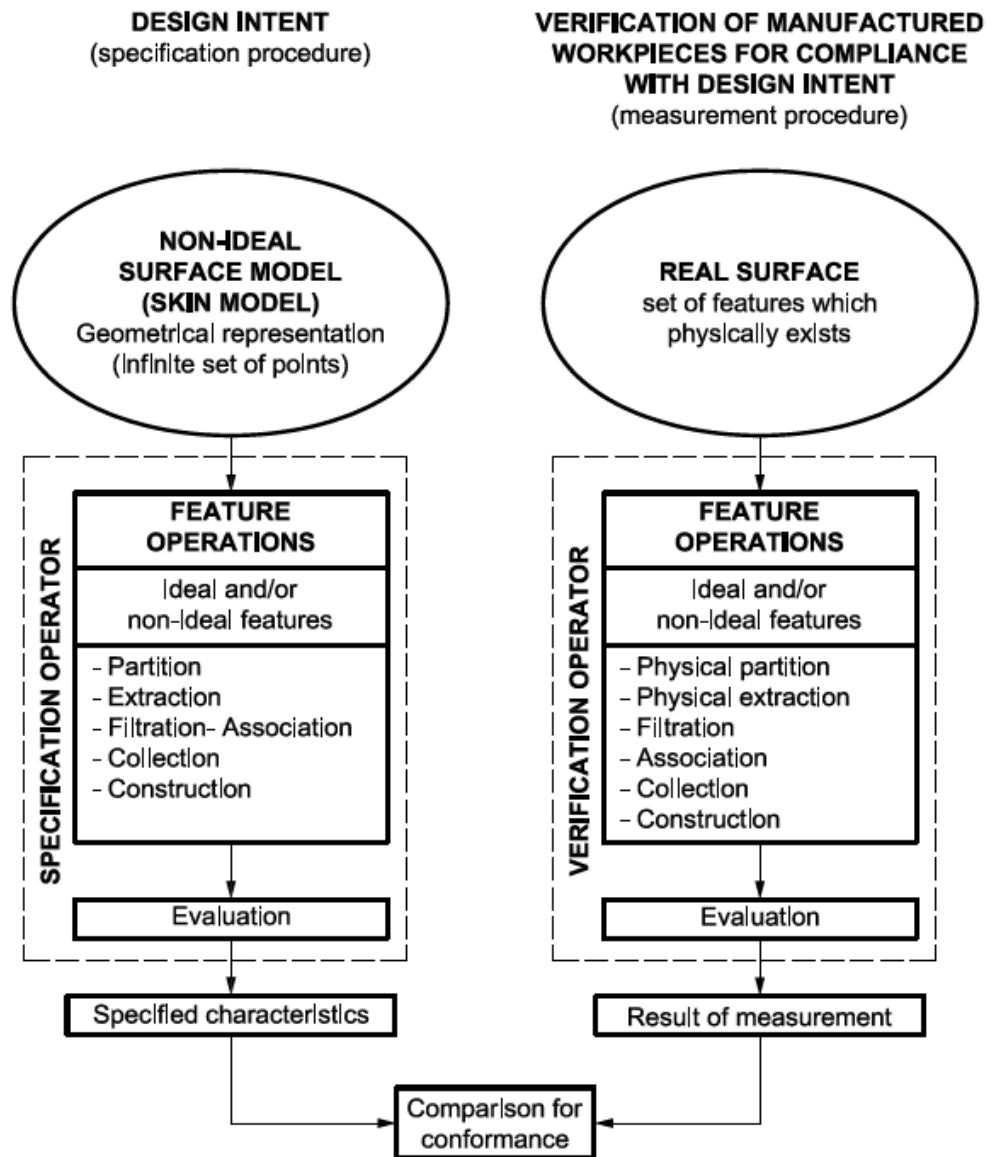 DESIGN INTENT
(specification procedure)
NON-IDEAL
SURFACE MODEL
(SKIN MODEL)
Geometrical representation
(infinite set of points)
SPECIFICATION OPERATOR
FEATURE
OPERATIONS
Ideal and/or
non-ideal features
- Partition
- Extraction
- Filtration- Association
- Collection
- Construction
Evaluation
Specified characteristics
VERIFICATION OF MANUFACTURED
WORKPIECES FOR COMPLIANCE
WITH DESIGN INTENT
(measurement procedure)
REAL SURFACE
set of features which
physically exists
VERIFICATION OPERATOR
FEATURE
OPERATIONS
Ideal and/or
non-ideal features
- Physical partition
- Physical extraction
- Filtration
- Association
- Collection
- Construction
Evaluation
Result of measurement
Comparison for
conformance